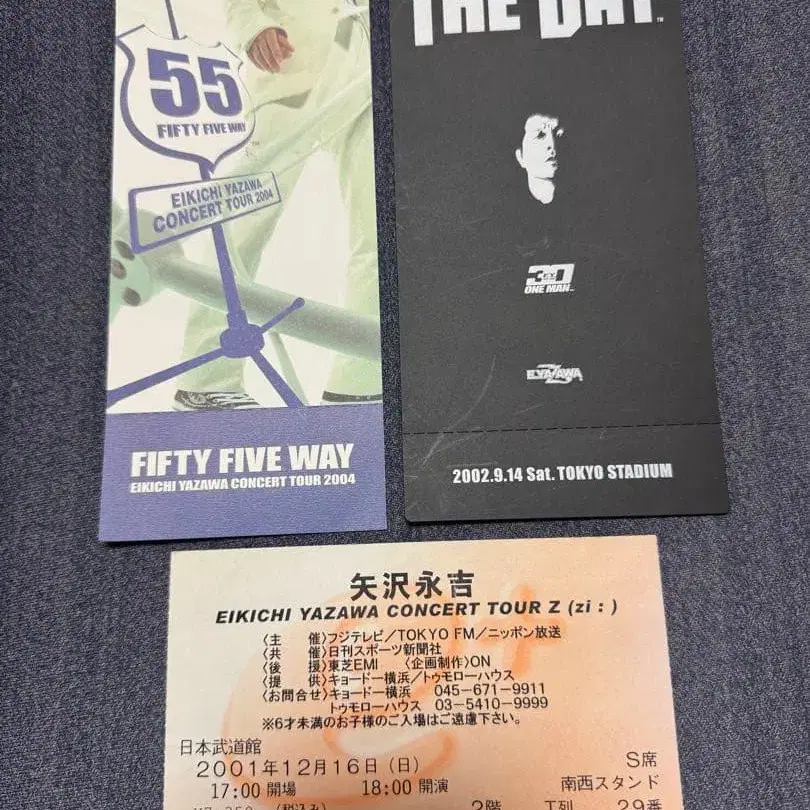 55
FIFTY FIVE WAY
EIKICHI YAZAWA
CONCERT TOUR 2004
FIFTY FIVE WAY
EIKICHI YAZAWA CONCERT TOUR 2004
THE DAY
30
ONE MAN
E.YAZAWA
2002.9.14 Sat. TOKYO STADIUM
矢沢永吉
EIKICHI YAZAWA CONCERT TOUR Z (zi : )
〈主　催〉フジテレビ/TOKYO FM/ニッポン放送
〈共　催〉日刊スポーツ新聞社
〈後　援〉東芝EMI　〈企画制作〉ON
〈提　供〉キョードー横浜/トゥモローハウス
〈お問合せ〉キョードー横浜　045-671-9911
トゥモローハウス　03-5410-9999
※6才未満のお子様のご入場はご遠慮下さい。
日本武道館
2001年12月16日(日)　S席
17:00 開場　18:00 開演　南西スタンド
(税込み)　2階　29番